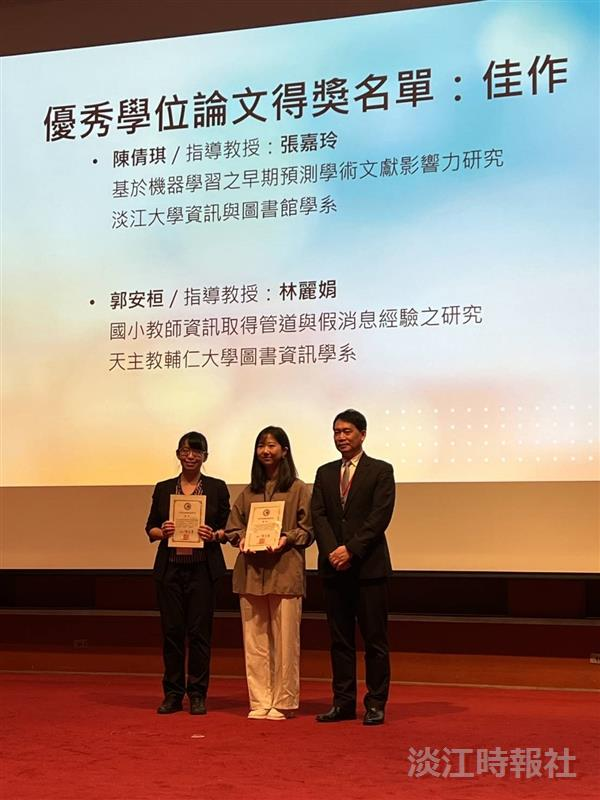 優秀學位論文得獎名單：佳作
• 陳倩琪 / 指導教授：張嘉玲
基於機器學習之早期預測學術文獻影響力研究
淡江大學資訊與圖書館學系
• 郭安桓 / 指導教授：林麗娟
國小教師資訊取得管道與假消息經驗之研究
天主教輔仁大學圖書資訊學系
淡江時報社